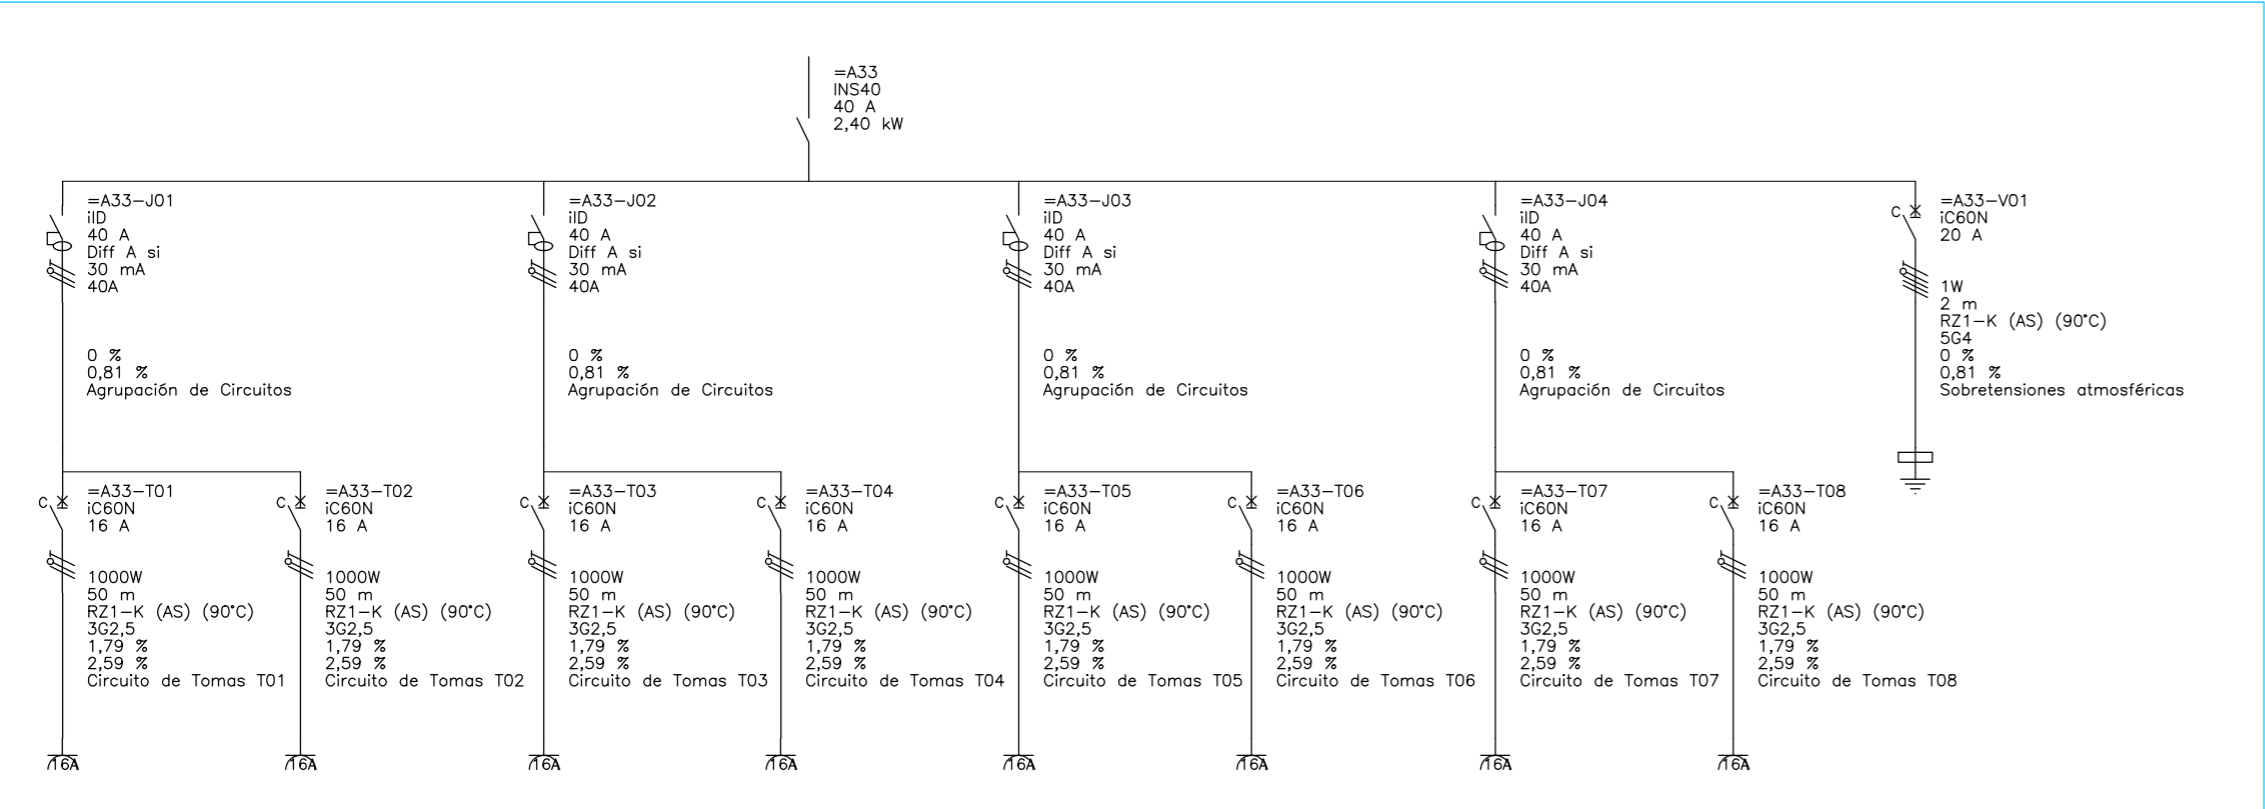 =A33
INS40
40 A
2,40 kW
=A33-J01
iID
40 A
Diff A si
30 mA
40A
0 %
0,81 %
Agrupación de Circuitos
=A33-J02
iID
40 A
Diff A si
30 mA
40A
0 %
0,81 %
Agrupación de Circuitos
=A33-J03
iID
40 A
Diff A si
30 mA
40A
0 %
0,81 %
Agrupación de Circuitos
=A33-J04
iID
40 A
Diff A si
30 mA
40A
0 %
0,81 %
Agrupación de Circuitos
C
=A33-V01
iC60N
20 A
1W
2 m
RZ1-K (AS) (90°C)
5G4
0 %
0,81 %
Sobretensiones atmosféricas
C
=A33-T01
iC60N
16 A
1000W
50 m
RZ1-K (AS) (90°C)
3G2,5
1,79 %
2,59 %
Circuito de Tomas T01
16A
C
=A33-T02
iC60N
16 A
1000W
50 m
RZ1-K (AS) (90°C)
3G2,5
1,79 %
2,59 %
Circuito de Tomas T02
16A
C
=A33-T03
iC60N
16 A
1000W
50 m
RZ1-K (AS) (90°C)
3G2,5
1,79 %
2,59 %
Circuito de Tomas T03
16A
C
=A33-T04
iC60N
16 A
1000W
50 m
RZ1-K (AS) (90°C)
3G2,5
1,79 %
2,59 %
Circuito de Tomas T04
16A
C
=A33-T05
iC60N
16 A
1000W
50 m
RZ1-K (AS) (90°C)
3G2,5
1,79 %
2,59 %
Circuito de Tomas T05
16A
C
=A33-T06
iC60N
16 A
1000W
50 m
RZ1-K (AS) (90°C)
3G2,5
1,79 %
2,59 %
Circuito de Tomas T06
16A
C
=A33-T07
iC60N
16 A
1000W
50 m
RZ1-K (AS) (90°C)
3G2,5
1,79 %
2,59 %
Circuito de Tomas T07
16A
C
=A33-T08
iC60N
16 A
1000W
50 m
RZ1-K (AS) (90°C)
3G2,5
1,79 %
2,59 %
Circuito de Tomas T08
16A